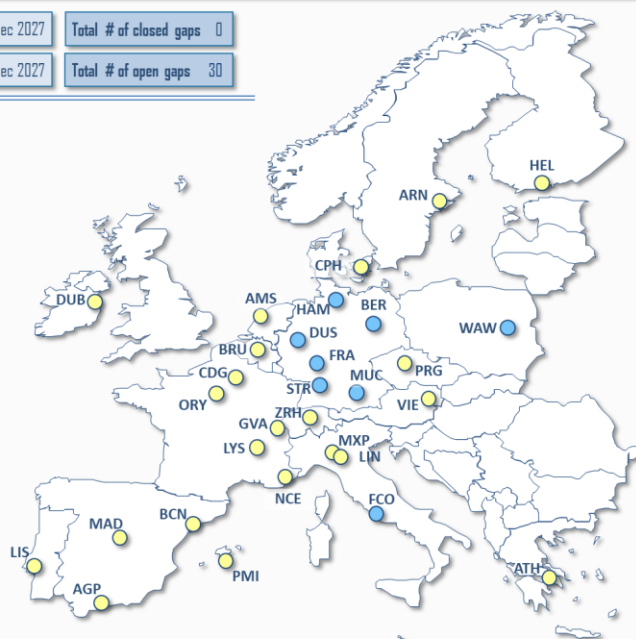 ec 2027
Total # of closed gaps 0
ec 2027
Total # of open gaps 30
HEL
ARN
CPH
DUB
AMS
HAM
BER
WAW
DUS
BRU
FRA
CDG
PRG
STR
MUC
ORY
ZRH
VIE
GVA
MXP
LYS
LIN
NCE
FCO
BCN
MAD
LIS
PMI
ATH
AGP